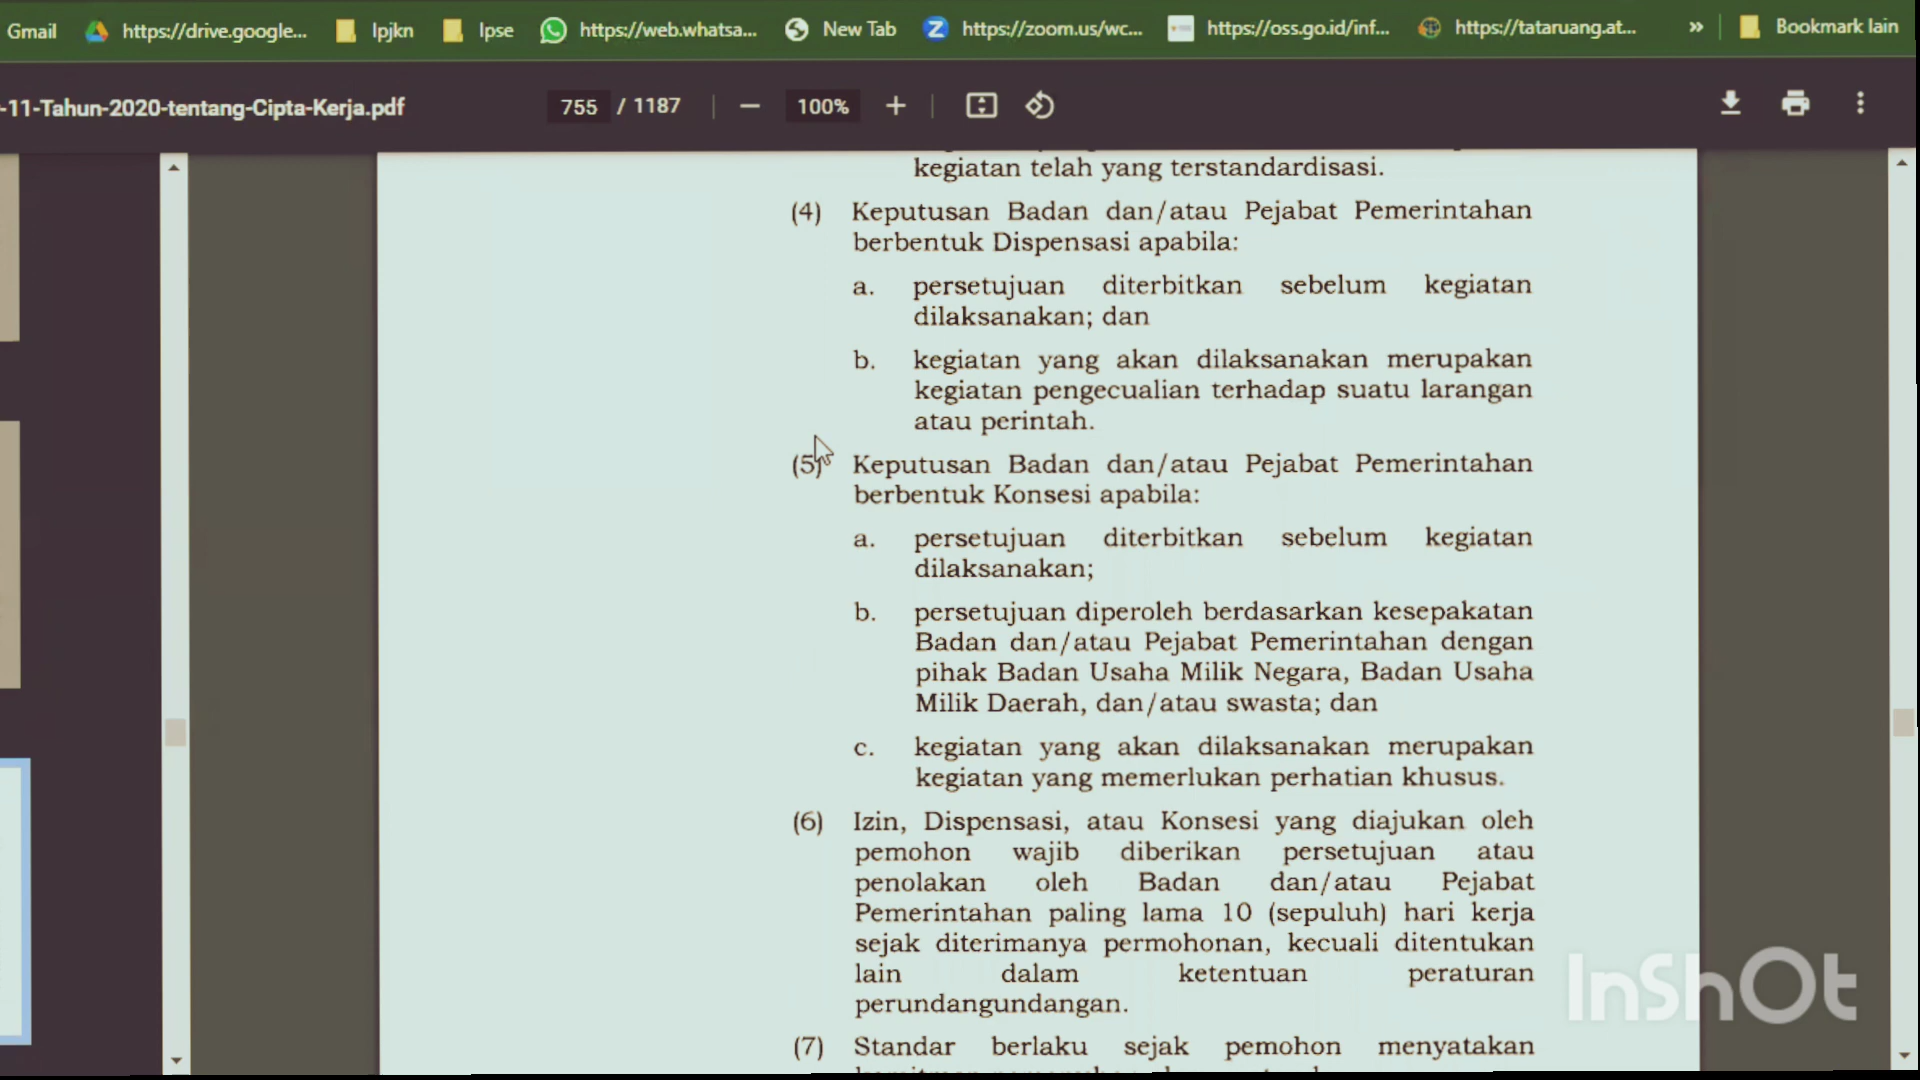 Gmail https://drive.google... lpjkn lpse https://web.whatsa... New Tab https://zoom.us/wc... https://oss.go.id/inf... https://tataruang.at... » Bookmark lain
-11-Tahun-2020-tentang-Cipta-Kerja.pdf 755 / 1187 100%
kegiatan telah yang terstandardisasi.
(4) Keputusan Badan dan/atau Pejabat Pemerintahan
berbentuk Dispensasi apabila:
a. persetujuan diterbitkan sebelum kegiatan
dilaksanakan; dan
b. kegiatan yang akan dilaksanakan merupakan
kegiatan pengecualian terhadap suatu larangan
atau perintah.
(5) Keputusan Badan dan/atau Pejabat Pemerintahan
berbentuk Konsesi apabila:
a. persetujuan diterbitkan sebelum kegiatan
dilaksanakan;
b. persetujuan diperoleh berdasarkan kesepakatan
Badan dan/atau Pejabat Pemerintahan dengan
pihak Badan Usaha Milik Negara, Badan Usaha
Milik Daerah, dan/atau swasta; dan
c. kegiatan yang akan dilaksanakan merupakan
kegiatan yang memerlukan perhatian khusus.
(6) Izin, Dispensasi, atau Konsesi yang diajukan oleh
pemohon wajib diberikan persetujuan atau
penolakan oleh Badan dan/atau Pejabat
Pemerintahan paling lama 10 (sepuluh) hari kerja
sejak diterimanya permohonan, kecuali ditentukan
lain dalam ketentuan peraturan
perundangundangan.
(7) Standar berlaku sejak pemohon menyatakan
InShOt